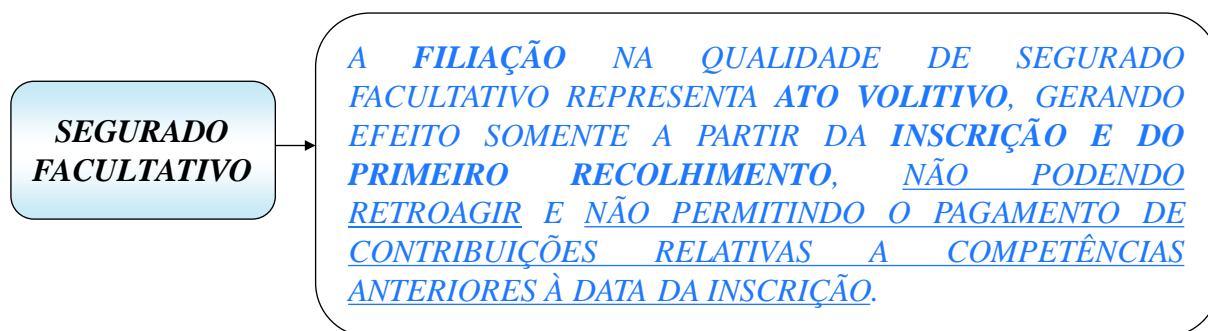 SEGURADO
FACULTATIVO
A FILIAÇÃO NA QUALIDADE DE SEGURADO
FACULTATIVO REPRESENTA ATO VOLITIVO, GERANDO
EFEITO SOMENTE A PARTIR DA INSCRIÇÃO E DO
PRIMEIRO RECOLHIMENTO, NÃO PODENDO
RETROAGIR E NÃO PERMITINDO O PAGAMENTO DE
CONTRIBUIÇÕES RELATIVAS A COMPETÊNCIAS
ANTERIORES À DATA DA INSCRIÇÃO.